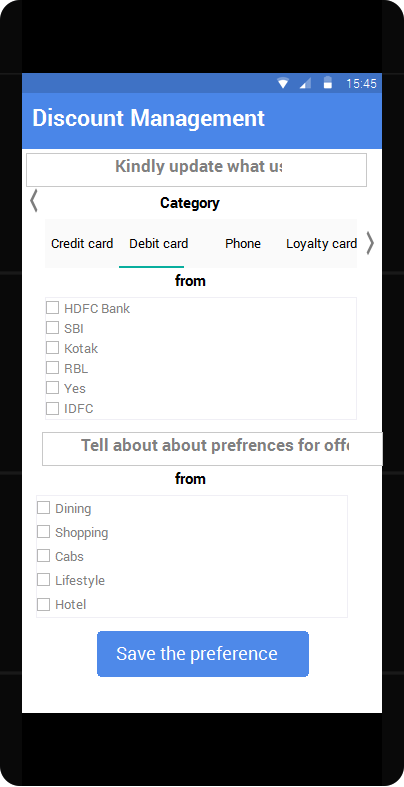 15:45
Discount Management
Kindly update what us
Category
Credit card Debit card Phone Loyalty card
from
HDFC Bank
SBI
Kotak
RBL
Yes
IDFC
Tell about about prefrences for offe
from
Dining
Shopping
Cabs
Lifestyle
Hotel
Save the preference